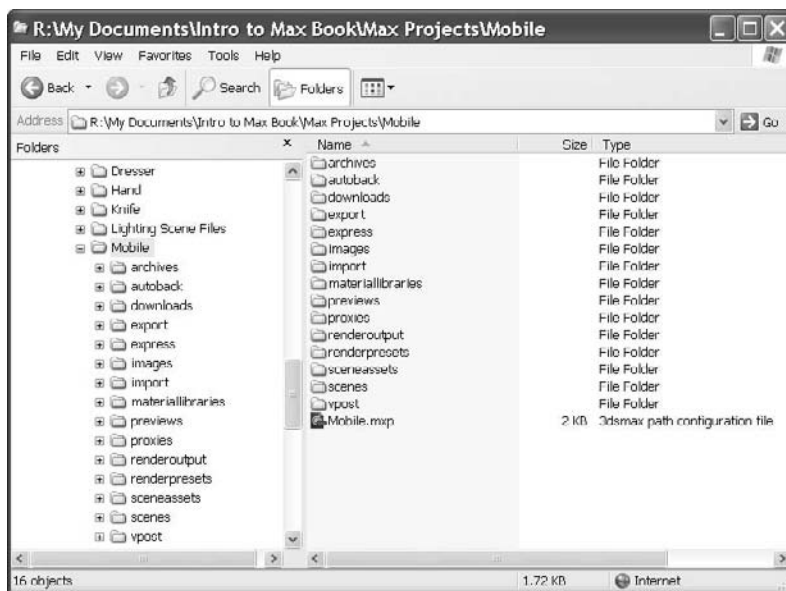 R:\My Documents\Intro to Max Book\Max Projects\Mobile
File Edit View Favorites Tools Help
Back Search Folders
Address R:\My Documents\Intro to Max Book\Max Projects\Mobile Go
Folders x Name Size Type
Dresser
Hand
Knife
Lighting Scene Files
Mobile
archives
autoback
downloads
export
express
images
import
materiallibraries
previews
proxies
renderoutput
renderpresets
sceneassets
scenes
vpost
archives File Folder
autoback File Folder
downloads File Folder
export File Folder
express File Folder
images File Folder
import File Folder
materiallibraries File Folder
previews File Folder
proxies File Folder
renderoutput File Folder
renderpresets File Folder
sceneassets File Folder
scenes File Folder
vpost File Folder
Mobile.mxp 2 KB 3dsmax path configuration file
16 objects 1.72 KB Internet